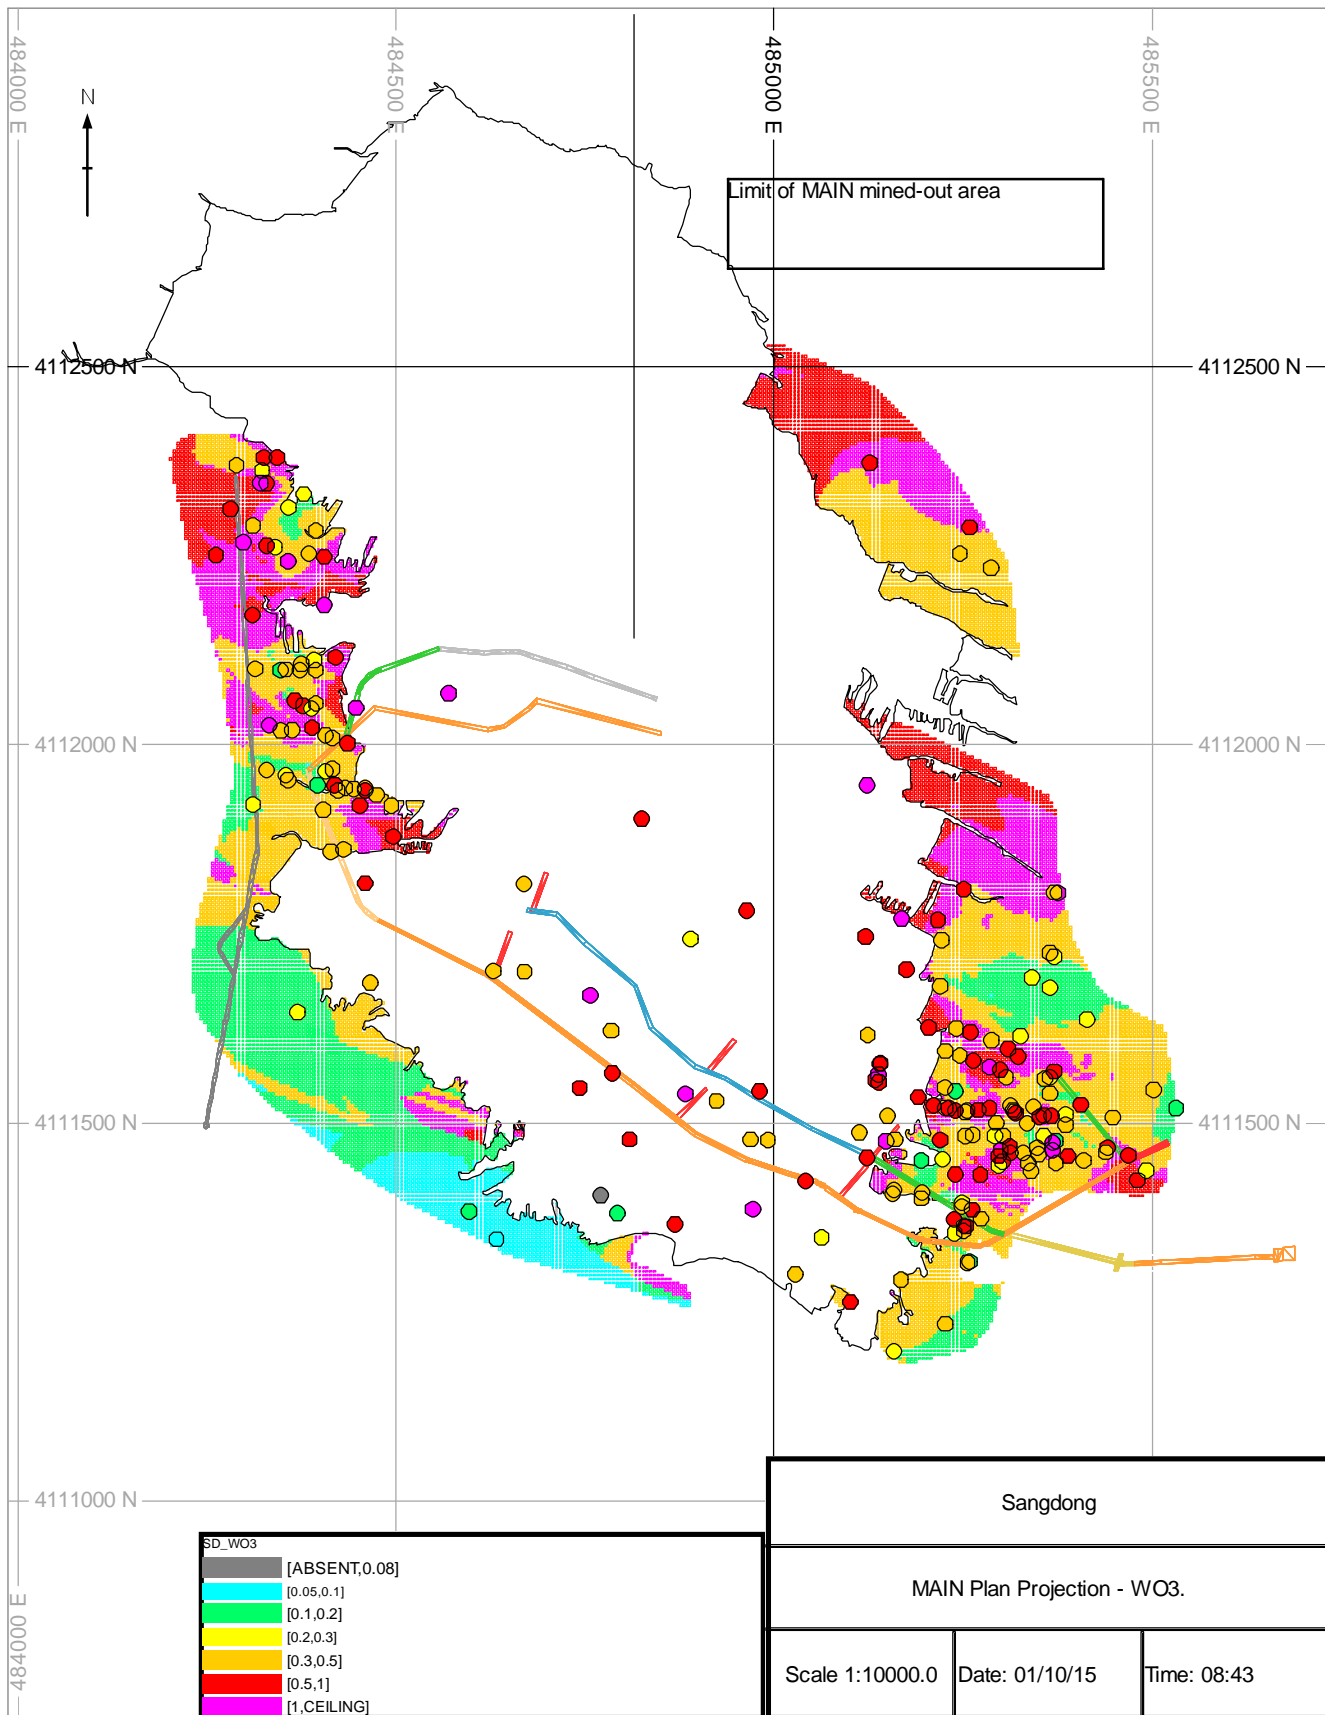 484000 E
484500 E
485000 E
485500 E
N
Limit of MAIN mined-out area
4112500 N
4112500 N
4112000 N
4112000 N
4111500 N
4111500 N
4111000 N
484000 E
SD_WO3
[ABSENT,0.08]
[0.05,0.1]
[0.1,0.2]
[0.2,0.3]
[0.3,0.5]
[0.5,1]
[1,CEILING]
Sangdong
MAIN Plan Projection - WO3.
Scale 1:10000.0
Date: 01/10/15
Time: 08:43